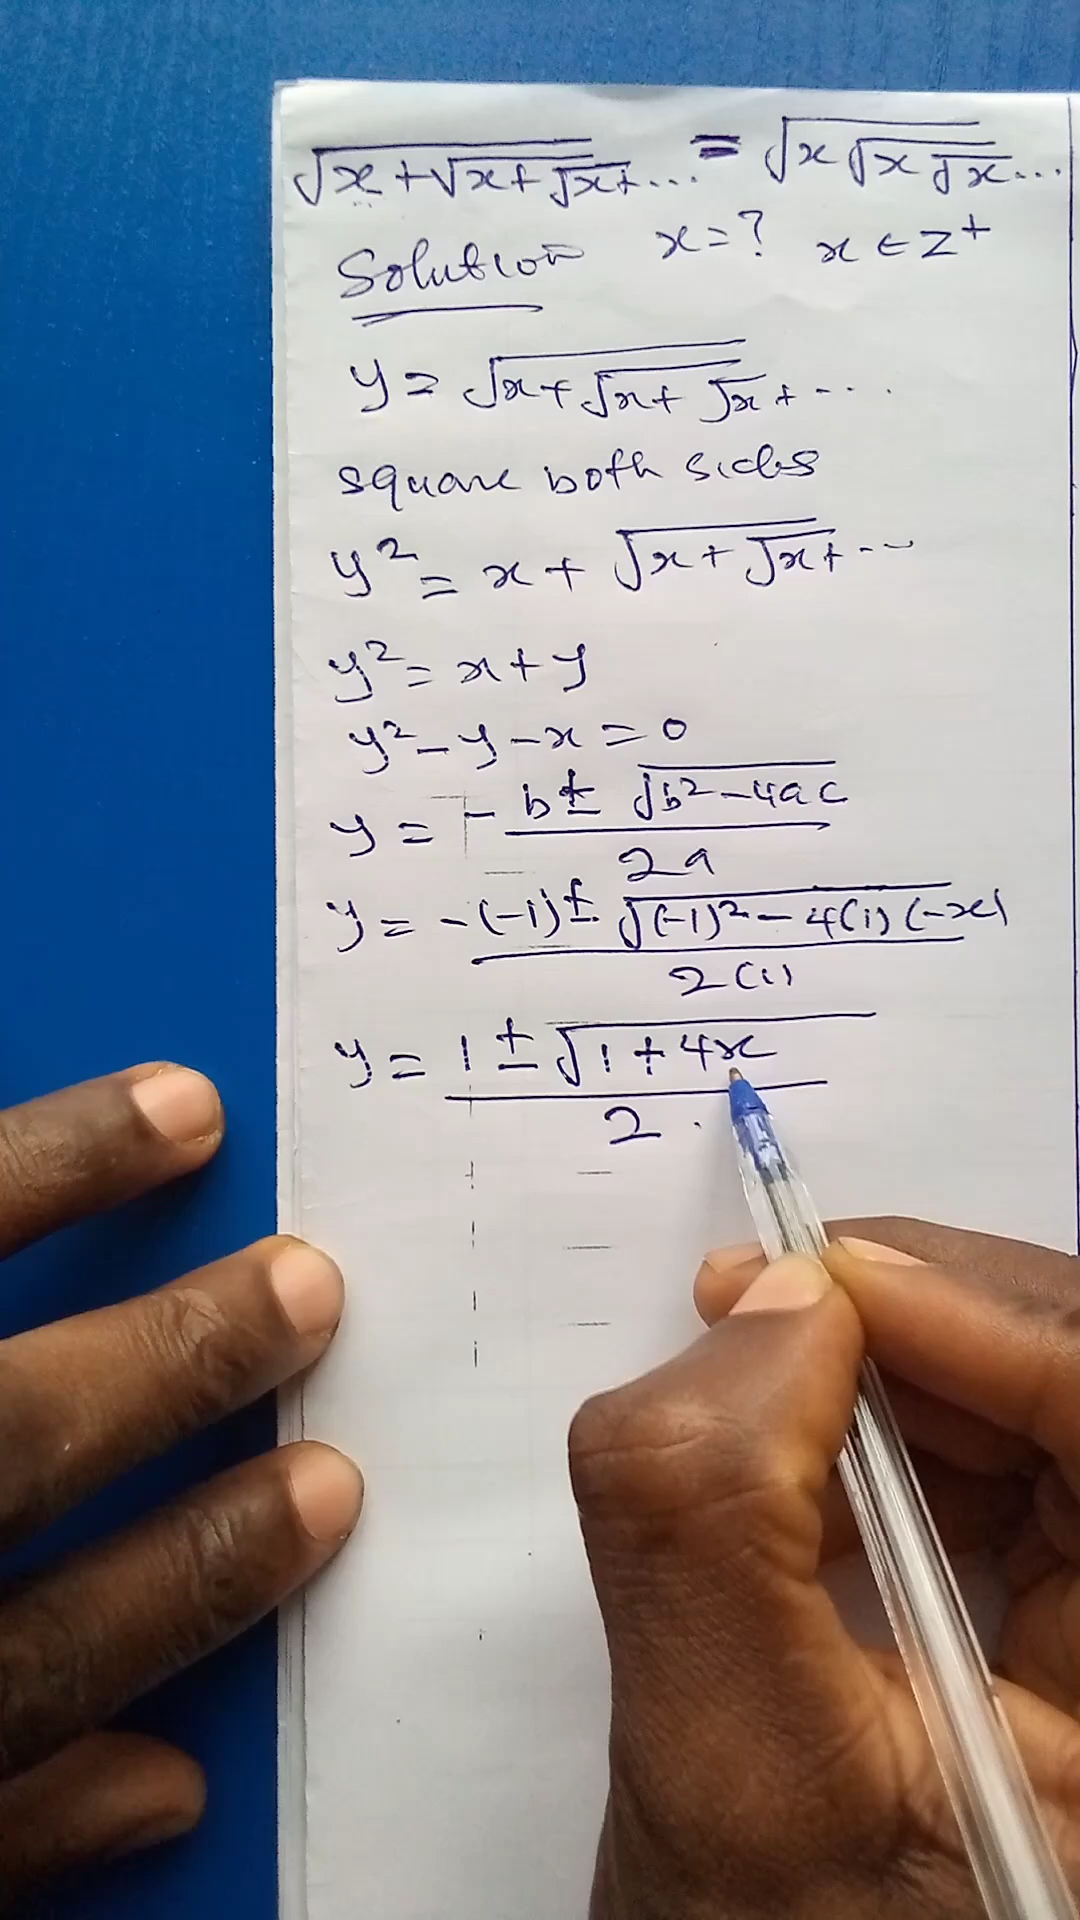 √x+√x+√x+... = √x√x√x...
Solution x=? x∈Z⁺
y=√x+√x+√x+....
square both sides
y²=x+√x+√x+...
y²=x+y
y²-y-x=0
y=-b±√b²-4ac/2a
y=-(-1)±√(-1)²-4(1)(-x)/2(1)
y=1±√1+4x/2